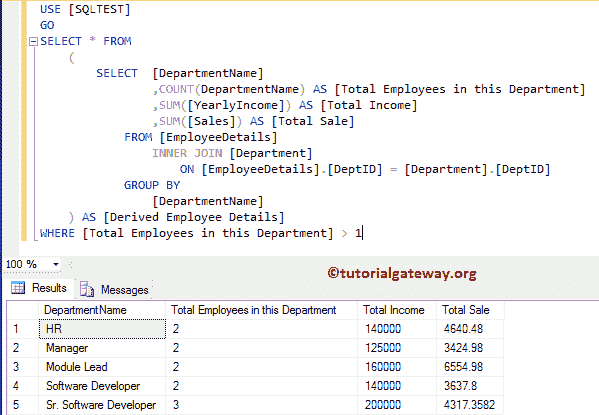 USE [SQLTEST]
GO
SELECT * FROM
(
SELECT [DepartmentName]
,COUNT(DepartmentName) AS [Total Employees in this Department]
,SUM([YearlyIncome]) AS [Total Income]
,SUM([Sales]) AS [Total Sale]
FROM [EmployeeDetails]
INNER JOIN [Department]
ON [EmployeeDetails].[DeptID] = [Department].[DeptID]
GROUP BY
[DepartmentName]
) AS [Derived Employee Details]
WHERE [Total Employees in this Department] > 1
100 %
©tutorialgateway.org
Results Messages
DepartmentName Total Employees in this Department Total Income Total Sale
1 HR 2 140000 4640.48
2 Manager 2 125000 3424.98
3 Module Lead 2 160000 6554.98
4 Software Developer 2 140000 3637.8
5 Sr. Software Developer 3 200000 4317.3582